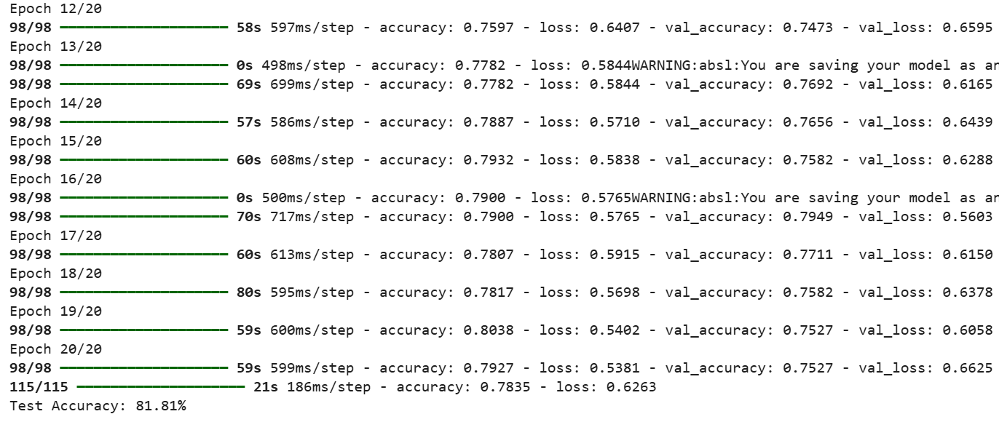 Epoch 12/20
98/98 ━━━━━━━━━━━━━━━━━━━━ 58s 597ms/step - accuracy: 0.7597 - loss: 0.6407 - val_accuracy: 0.7473 - val_loss: 0.6595
Epoch 13/20
98/98 ━━━━━━━━━━━━━━━━━━━━ 0s 498ms/step - accuracy: 0.7782 - loss: 0.5844WARNING:absl:You are saving your model as an
98/98 ━━━━━━━━━━━━━━━━━━━━ 69s 699ms/step - accuracy: 0.7782 - loss: 0.5844 - val_accuracy: 0.7692 - val_loss: 0.6165
Epoch 14/20
98/98 ━━━━━━━━━━━━━━━━━━━━ 57s 586ms/step - accuracy: 0.7887 - loss: 0.5710 - val_accuracy: 0.7656 - val_loss: 0.6439
Epoch 15/20
98/98 ━━━━━━━━━━━━━━━━━━━━ 60s 608ms/step - accuracy: 0.7932 - loss: 0.5838 - val_accuracy: 0.7582 - val_loss: 0.6288
Epoch 16/20
98/98 ━━━━━━━━━━━━━━━━━━━━ 0s 500ms/step - accuracy: 0.7900 - loss: 0.5765WARNING:absl:You are saving your model as an
98/98 ━━━━━━━━━━━━━━━━━━━━ 70s 717ms/step - accuracy: 0.7900 - loss: 0.5765 - val_accuracy: 0.7949 - val_loss: 0.5603
Epoch 17/20
98/98 ━━━━━━━━━━━━━━━━━━━━ 60s 613ms/step - accuracy: 0.7807 - loss: 0.5915 - val_accuracy: 0.7711 - val_loss: 0.6150
Epoch 18/20
98/98 ━━━━━━━━━━━━━━━━━━━━ 80s 595ms/step - accuracy: 0.7817 - loss: 0.5698 - val_accuracy: 0.7582 - val_loss: 0.6378
Epoch 19/20
98/98 ━━━━━━━━━━━━━━━━━━━━ 59s 600ms/step - accuracy: 0.8038 - loss: 0.5402 - val_accuracy: 0.7527 - val_loss: 0.6058
Epoch 20/20
98/98 ━━━━━━━━━━━━━━━━━━━━ 59s 599ms/step - accuracy: 0.7927 - loss: 0.5381 - val_accuracy: 0.7527 - val_loss: 0.6625
115/115 ━━━━━━━━━━━━━━━━━━━━ 21s 186ms/step - accuracy: 0.7835 - loss: 0.6263
Test Accuracy: 81.81%